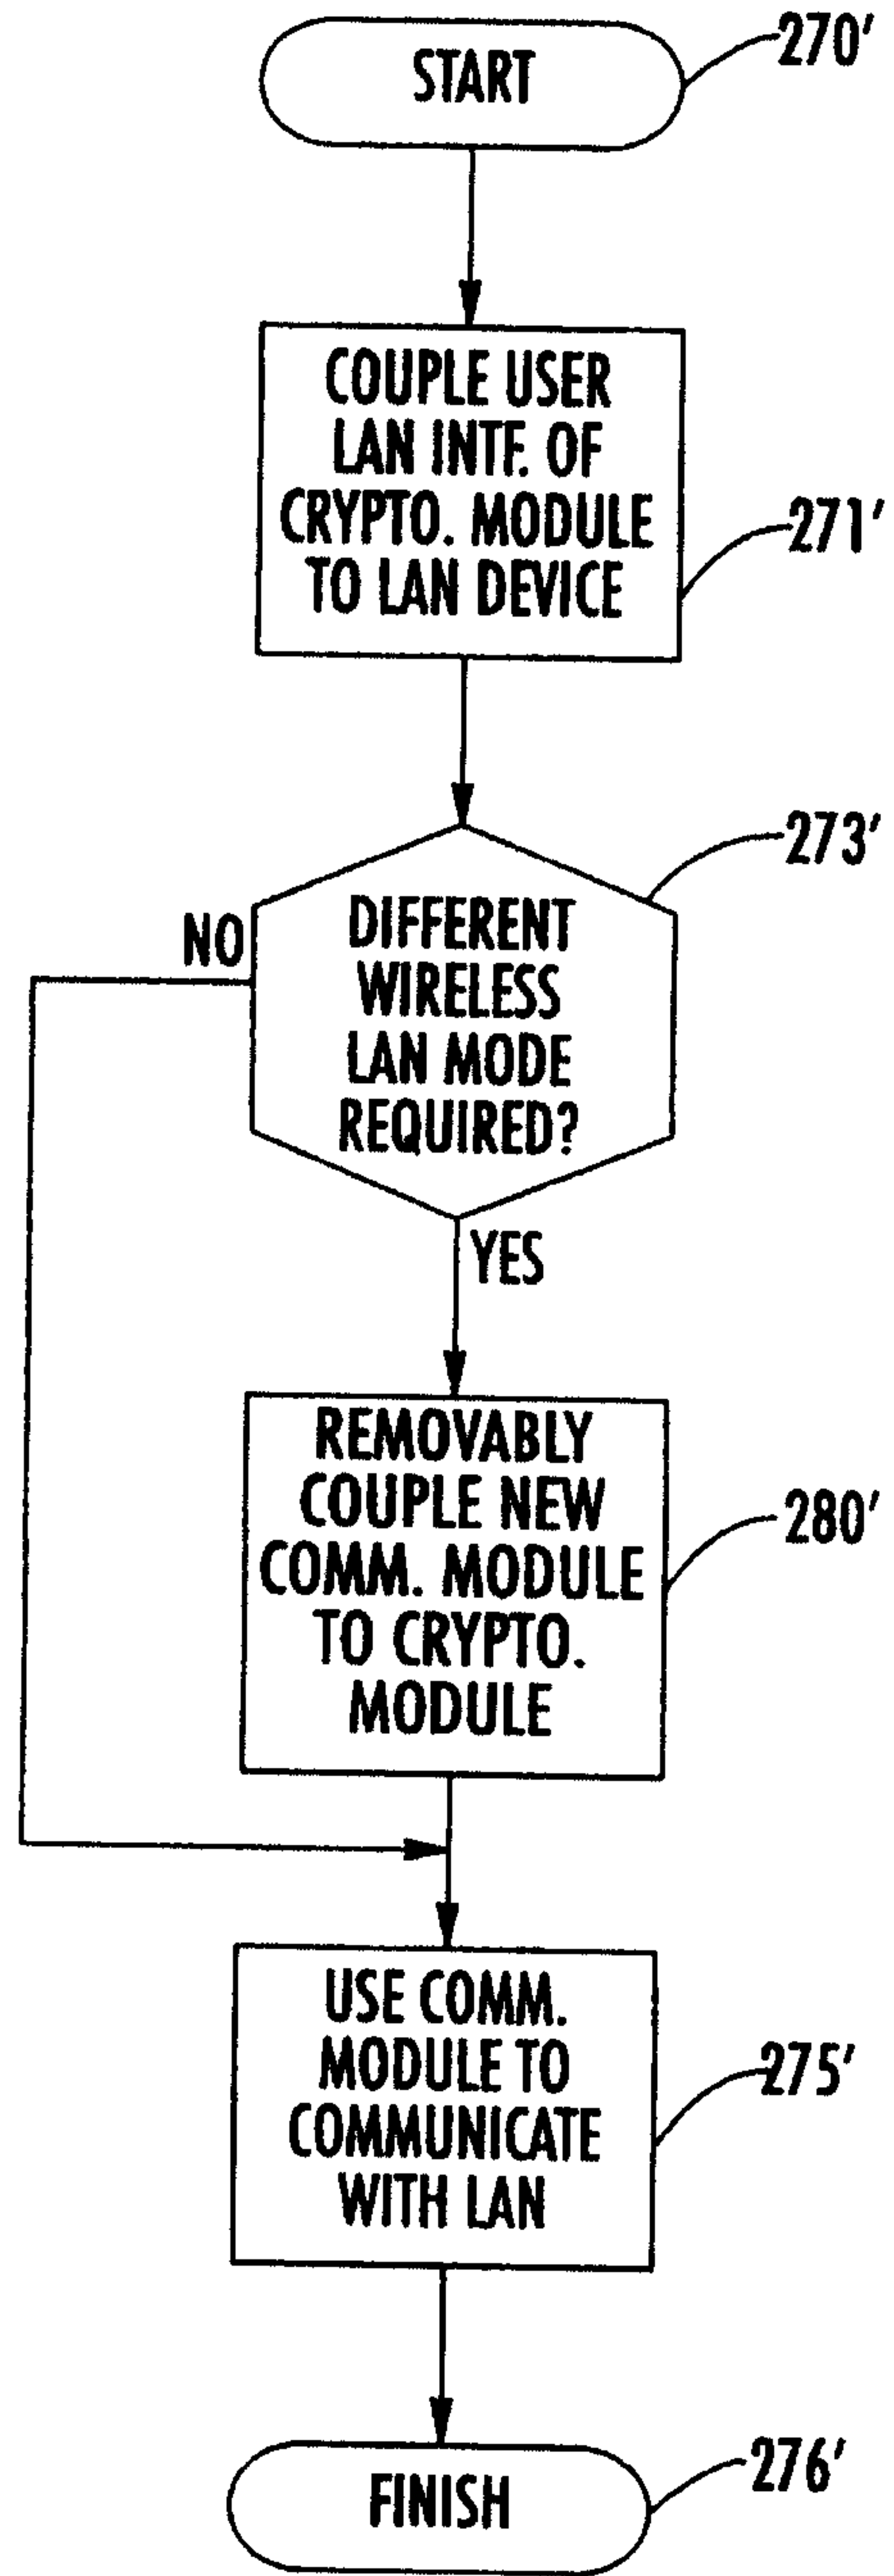 START
270'
COUPLE USER
LAN INTF. OF
CRYPTO. MODULE
TO LAN DEVICE
271'
273'
NO
DIFFERENT
WIRELESS
LAN MODE
REQUIRED?
YES
REMOVABLY
COUPLE NEW
COMM. MODULE
TO CRYPTO.
MODULE
280'
USE COMM.
MODULE TO
COMMUNICATE
WITH LAN
275'
FINISH
276'